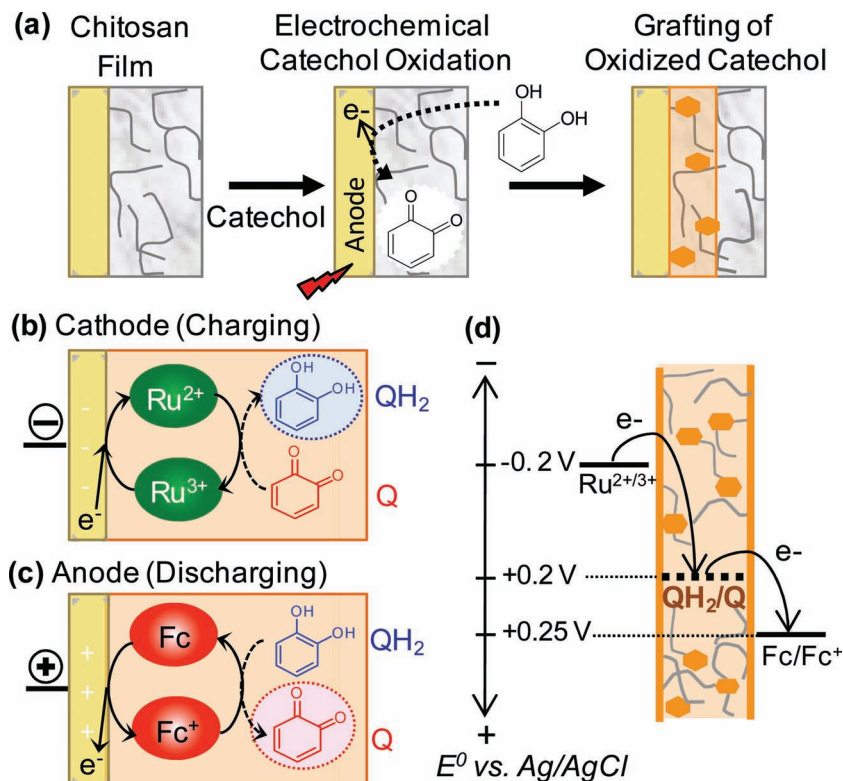 (a)
Chitosan
Film
Electrochemical
Catechol Oxidation
Grafting of
Oxidized Catechol
Catechol
e-
Anode
OH
OH
O
O
(b) Cathode (Charging)
Ru2+
Ru3+
e-
OH
OH
QH2
O
O
Q
(c) Anode (Discharging)
Fc
Fc+
e-
OH
OH
QH2
O
O
Q
(d)
−
-0.2 V
+0.2 V
+0.25 V
+
E0 vs. Ag/AgCl
e-
Ru2+/3+
e-
QH2/Q
Fc/Fc+